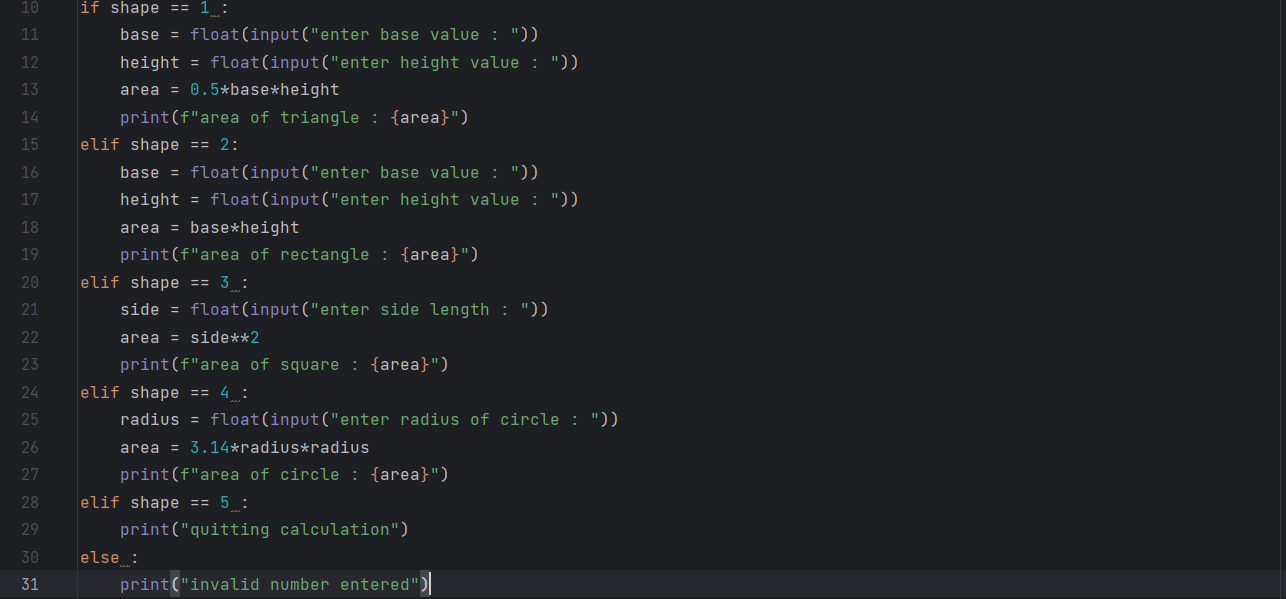 10 if shape == 1 :
11     base = float(input("enter base value : "))
12     height = float(input("enter height value : "))
13     area = 0.5*base*height
14     print(f"area of triangle : {area}")
15 elif shape == 2:
16     base = float(input("enter base value : "))
17     height = float(input("enter height value : "))
18     area = base*height
19     print(f"area of rectangle : {area}")
20 elif shape == 3 :
21     side = float(input("enter side length : "))
22     area = side**2
23     print(f"area of square : {area}")
24 elif shape == 4 :
25     radius = float(input("enter radius of circle : "))
26     area = 3.14*radius*radius
27     print(f"area of circle : {area}")
28 elif shape == 5 :
29     print("quitting calculation")
30 else :
31     print("invalid number entered")